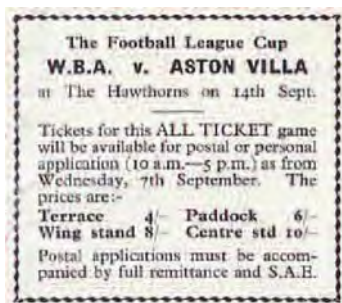 The Football League Cup
W.B.A. v. ASTON VILLA
at The Hawthorns on 14th Sept.
Tickets for this ALL TICKET game
will be available for postal or personal
application (10 a.m.—5 p.m.) as from
Wednesday, 7th September. The
prices are:-
Terrace 4/- Paddock 6/-
Wing stand 8/- Centre std 10/-
Postal applications must be accom-
panied by full remittance and S.A.E.